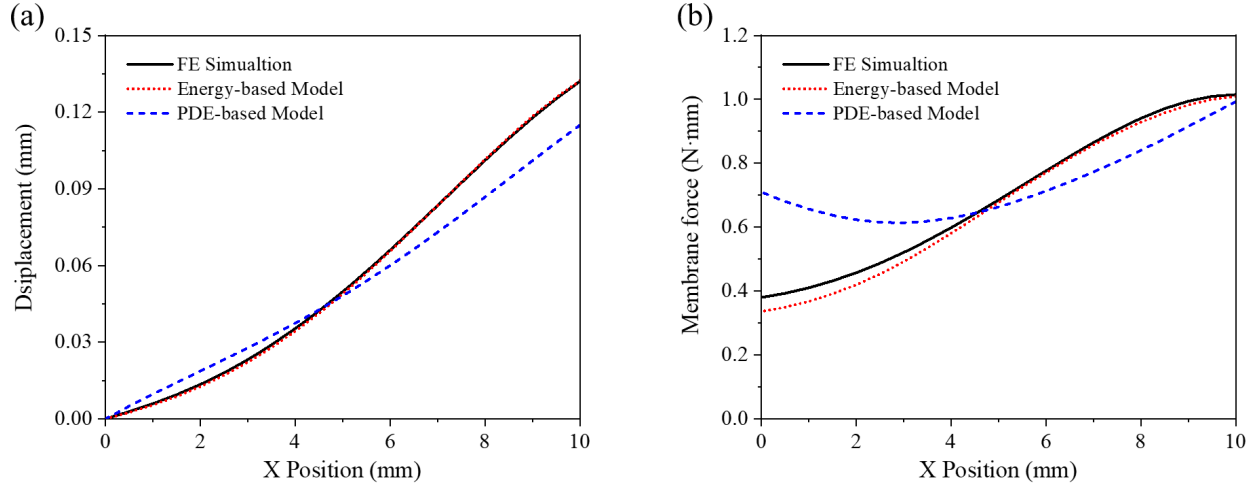 (a)
0.15
0.12
0.09
0.06
0.03
0.00
Dsiplacement (mm)
FE Simualtion
Energy-based Model
PDE-based Model
0 2 4 6 8 10
X Position (mm)
(b)
1.2
1.0
0.8
0.6
0.4
0.2
0.0
Membrane force (N·mm)
FE Simualtion
Energy-based Model
PDE-based Model
0 2 4 6 8 10
X Position (mm)